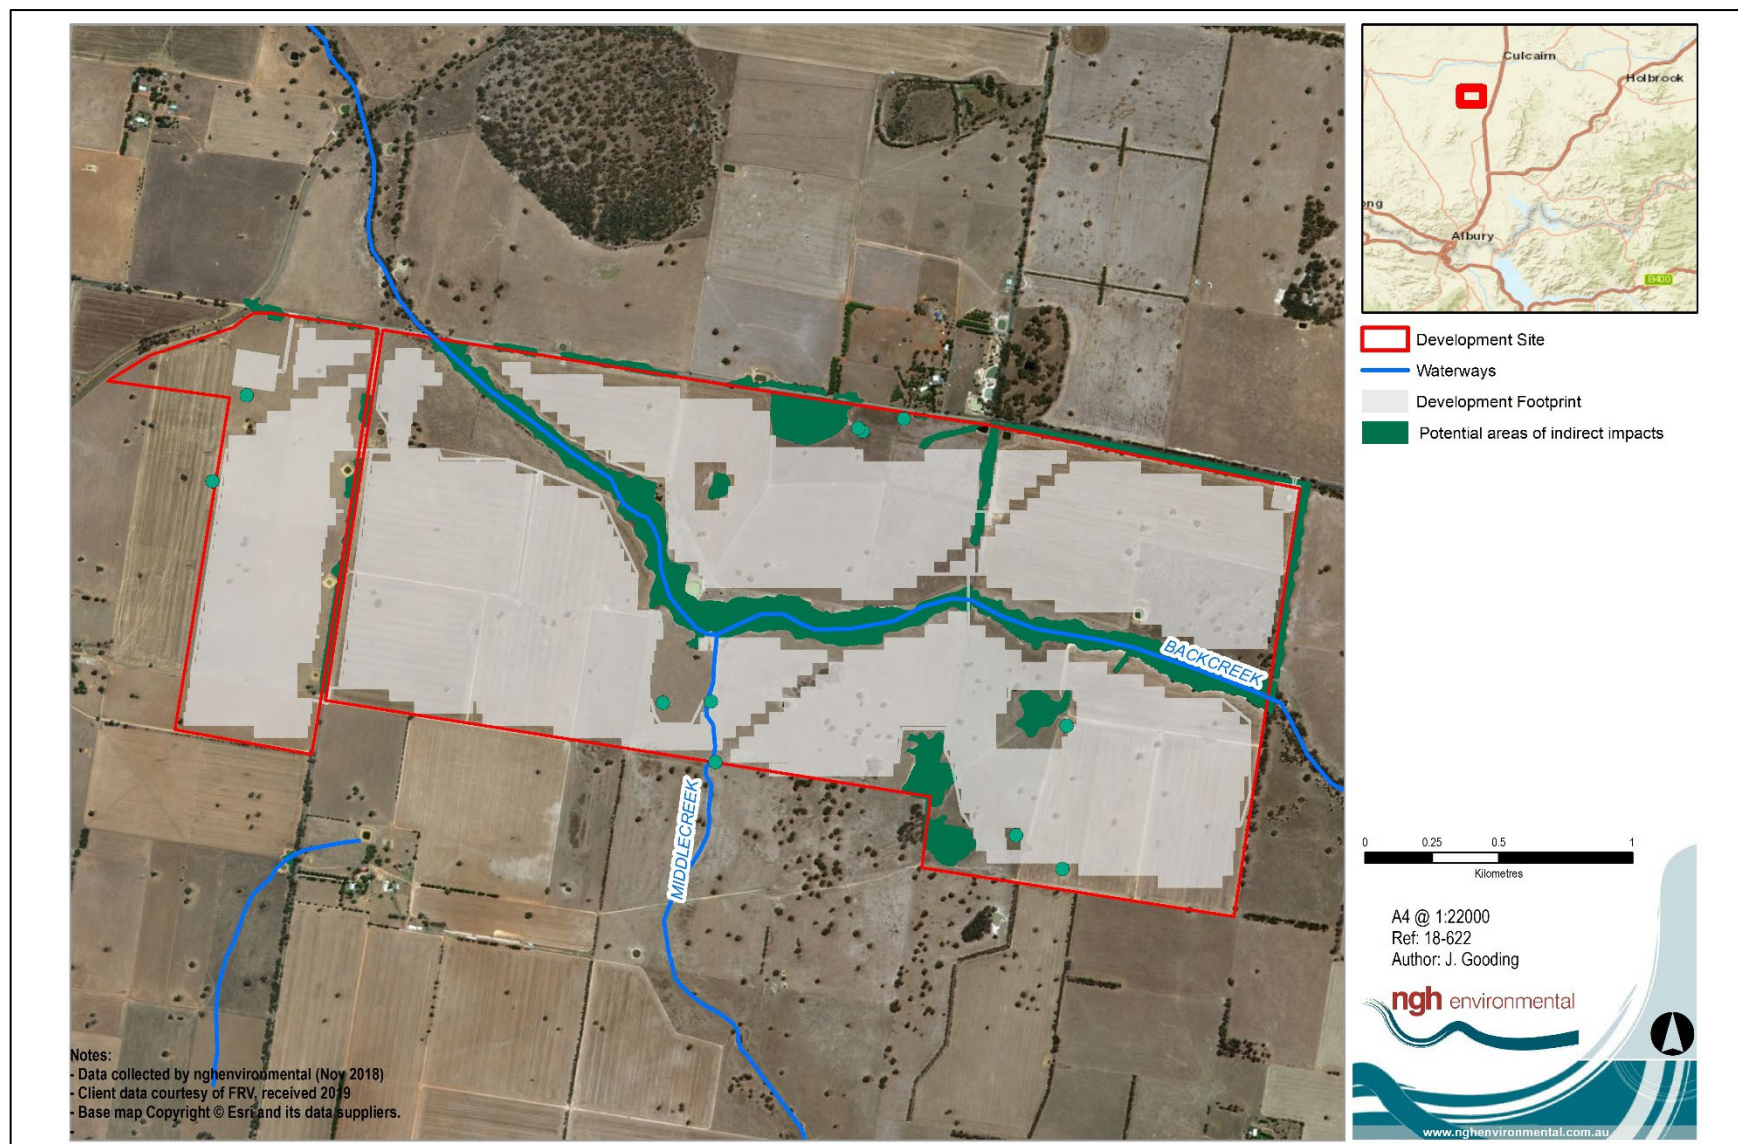 BACKCREEK
MIDDLECREEK
Notes:
- Data collected by nghenvironmental (Nov 2018)
- Client data courtesy of FRV, received 2019
- Base map Copyright © Esri and its data suppliers.
-
Culcairn
Holbrook
ong
Albury
B400
Development Site
Waterways
Development Footprint
Potential areas of indirect impacts
0 0.25 0.5 1
Kilometres
A4 @ 1:22000
Ref: 18-622
Author: J. Gooding
ngh environmental
www.nghenvironmental.com.au